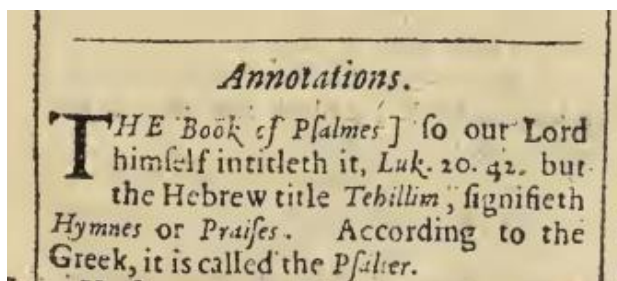 Annotations.
THE Book of Pſalmes] ſo our Lord
himſelf intitleth it, Luk. 20. 42. but
the Hebrew title Tehillim, ſignifieth
Hymnes or Praiſes. According to the
Greek, it is called the Pſalter.